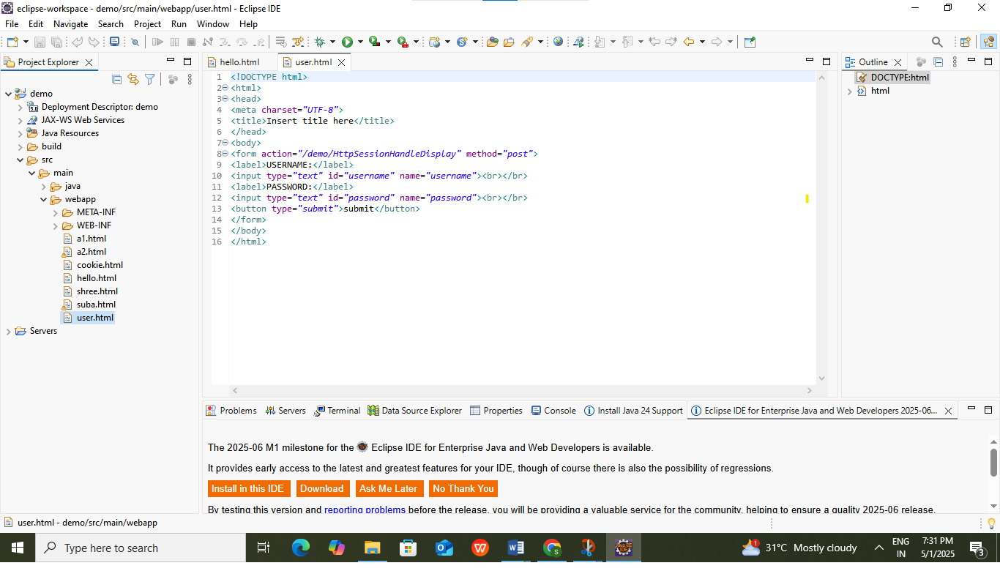 eclipse-workspace - demo/src/main/webapp/user.html - Eclipse IDE
File Edit Navigate Search Project Run Window Help
Project Explorer
demo
Deployment Descriptor: demo
5.0
JAX-WS Web Services
Java Resources
build
src
main
java
webapp
META-INF
WEB-INF
a1.html
a2.html
cookie.html
hello.html
shree.html
suba.html
user.html
Servers
hello.html user.html
1 <!DOCTYPE html>
2 <html>
3 <head>
4 <meta charset="UTF-8">
5 <title>Insert title here</title>
6 </head>
7 <body>
8 <form action="/demo/HttpSessionHandleDisplay" method="post">
9 <label>USERNAME:</label>
10 <input type="text" id="username" name="username"><br></br>
11 <label>PASSWORD:</label>
12 <input type="text" id="password" name="password"><br></br>
13 <button type="submit">submit</button>
14 </form>
15 </body>
16 </html>
Outline
DOCTYPE:html
html
Problems Servers Terminal Data Source Explorer Properties Console Install Java 24 Support Eclipse IDE for Enterprise Java and Web Developers 2025-06...
The 2025-06 M1 milestone for the Eclipse IDE for Enterprise Java and Web Developers is available.
It provides early access to the latest and greatest features for your IDE, though of course there is also the possibility of regressions.
Install in this IDE Download Ask Me Later No Thank You
By testing this version and reporting problems before the release, you will be providing a valuable service for the community, helping to ensure a quality 2025-06 release.
user.html - demo/src/main/webapp
Type here to search
31°C Mostly cloudy
ENG
IN
7:31 PM
5/1/2025
3